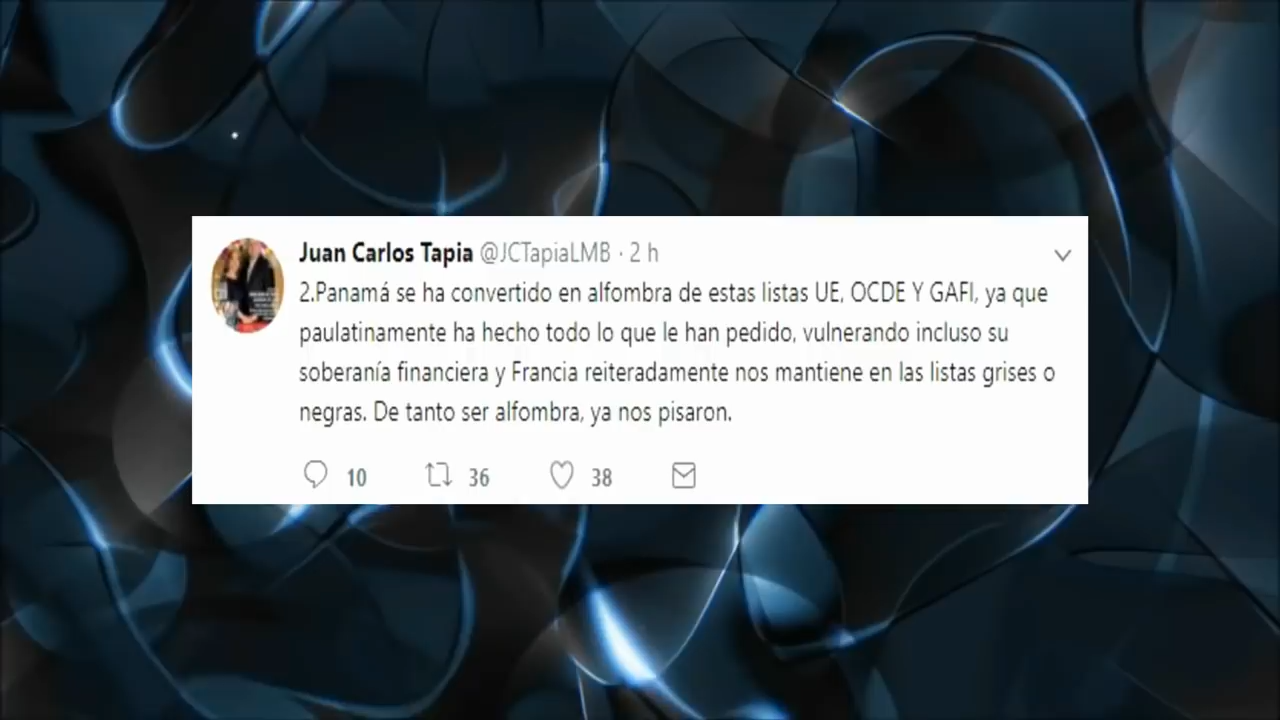 Juan Carlos Tapia @JCTapiaLMB · 2 h
2.Panamá se ha convertido en alfombra de estas listas UE, OCDE Y GAFI, ya que
paulatinamente ha hecho todo lo que le han pedido, vulnerando incluso su
soberanía financiera y Francia reiteradamente nos mantiene en las listas grises o
negras. De tanto ser alfombra, ya nos pisaron.
10 36 38